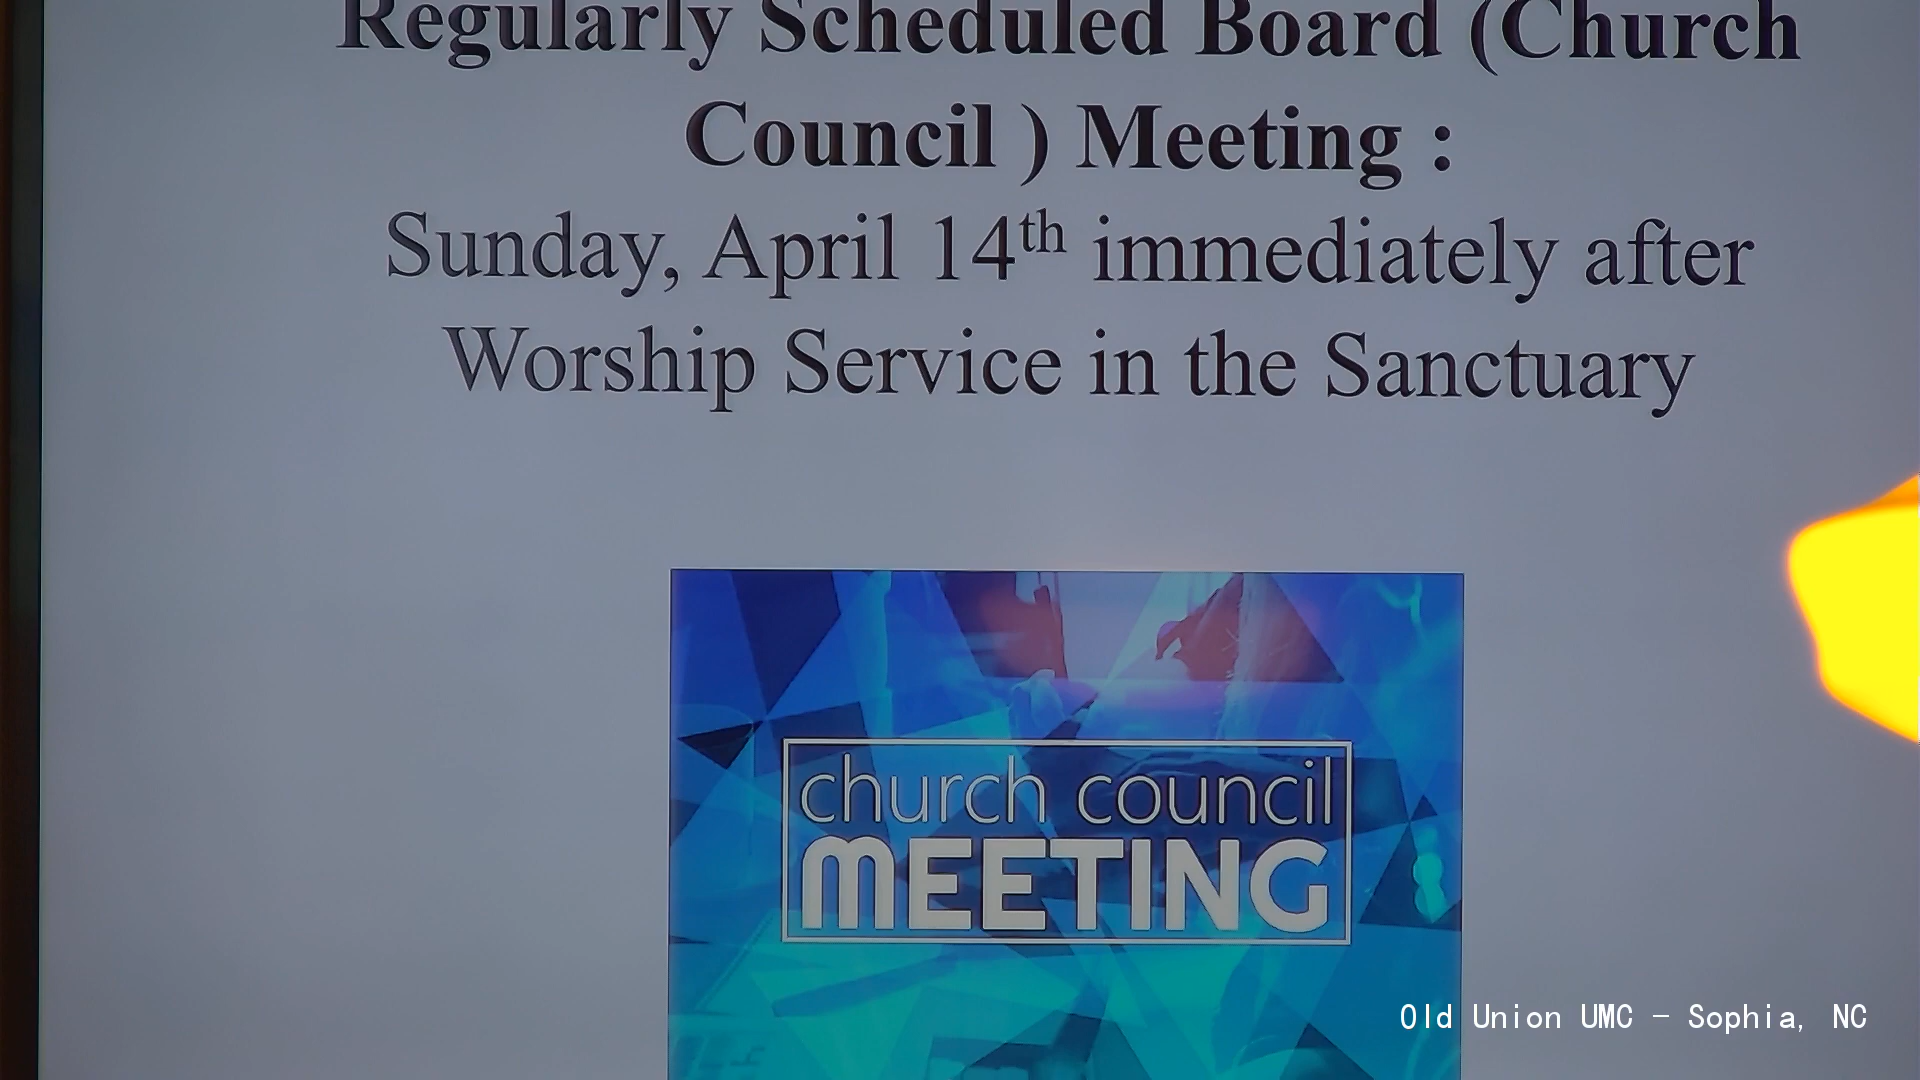 Regularly Scheduled Board (Church
Council ) Meeting :
Sunday, April 14th immediately after
Worship Service in the Sanctuary
church council
MEETING
Old Union UMC - Sophia, NC